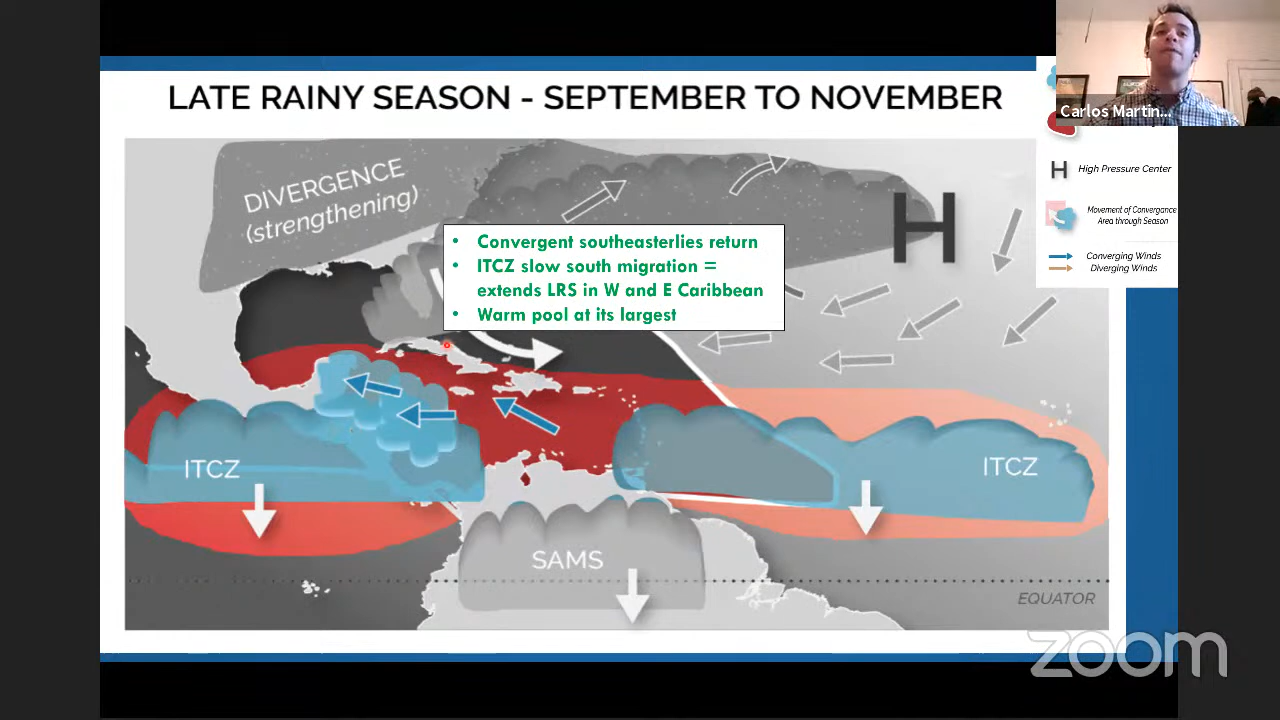 LATE RAINY SEASON - SEPTEMBER TO NOVEMBER
Carlos Martin...
DIVERGENCE
(strengthening)
H
H High Pressure Center
Movement of Convergance
Area through Season
Converging Winds
Diverging Winds
• Convergent southeasterlies return
• ITCZ slow south migration =
extends LRS in W and E Caribbean
• Warm pool at its largest
ITCZ
ITCZ
SAMS
EQUATOR
zoom